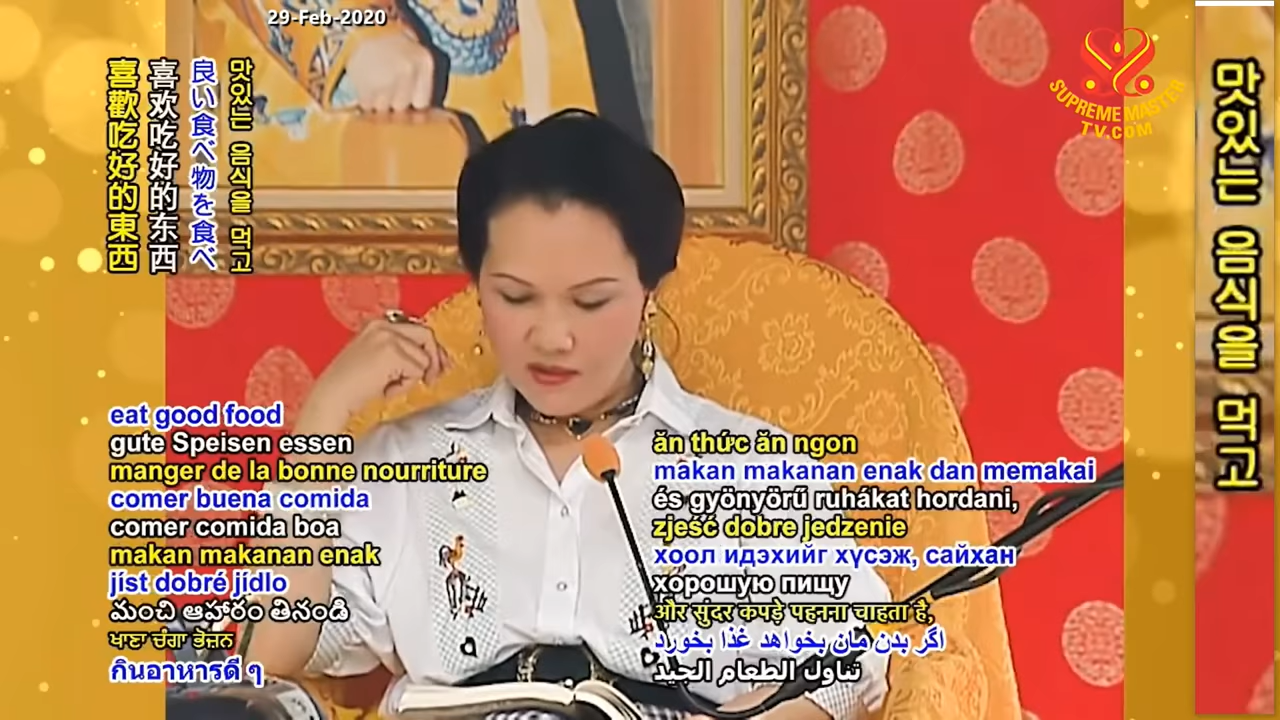 29-Feb-2020
SUPREME MASTER
TV.COM
맛있는 음식을 먹고
良い食べ物を食べ
喜欢吃好的东西
喜歡吃好的東西
맛있는 음식을 먹고
eat good food
gute Speisen essen
manger de la bonne nourriture
comer buena comida
comer comida boa
makan makanan enak
jíst dobré jídlo
మంచి ఆహారం తినండి
ਖਾਣਾ ਚੰਗਾ ਭੋਜਨ
กินอาหารดี ๆ
ăn thức ăn ngon
makan makanan enak dan memakai
és gyönyörű ruhákat hordani,
zjeść dobre jedzenie
хоол идэхийг хүсэж, сайхан
хорошую пищу
और सुंदर कपड़े पहनना चाहता है,
اگر بدن مان بخواهد غذا بخورد
تناول الطعام الجيد